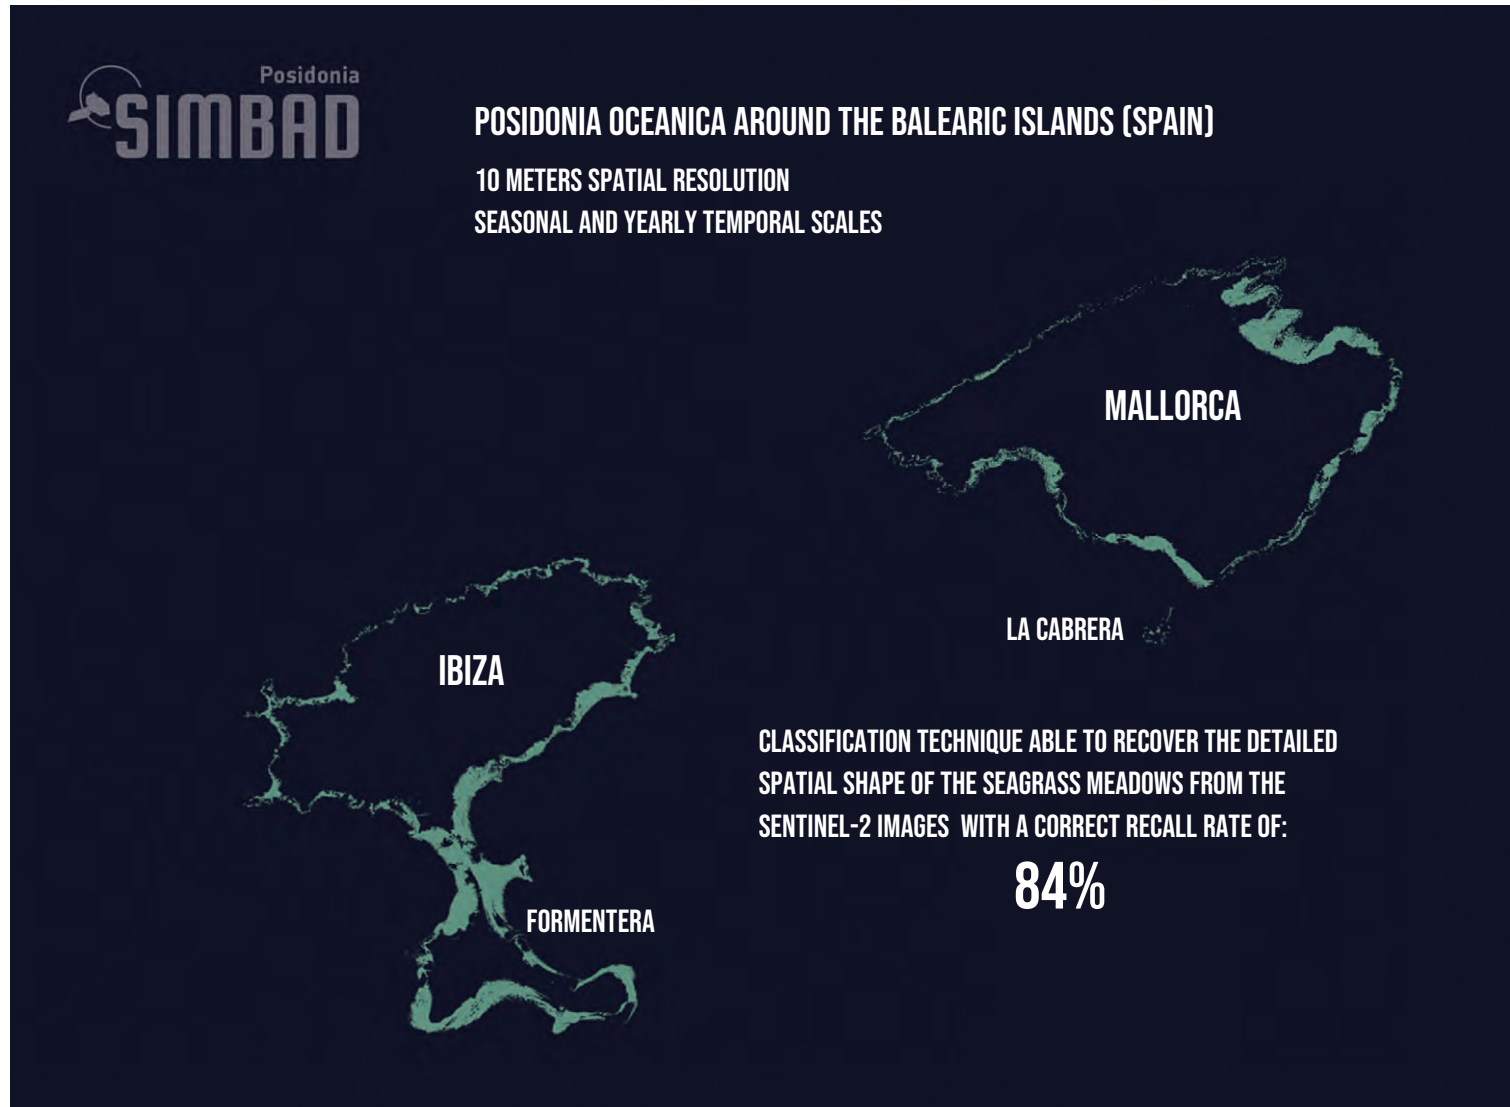 Posidonia
SIMBAD
POSIDONIA OCEANICA AROUND THE BALEARIC ISLANDS (SPAIN)
10 METERS SPATIAL RESOLUTION
SEASONAL AND YEARLY TEMPORAL SCALES
MALLORCA
LA CABRERA
IBIZA
CLASSIFICATION TECHNIQUE ABLE TO RECOVER THE DETAILED
SPATIAL SHAPE OF THE SEAGRASS MEADOWS FROM THE
SENTINEL-2 IMAGES WITH A CORRECT RECALL RATE OF:
84%
FORMENTERA